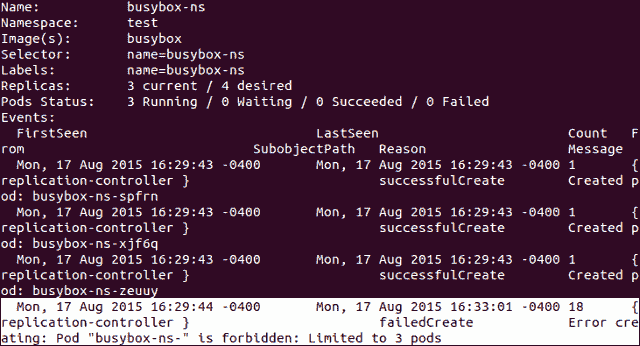 Name: busybox-ns
Namespace: test
Image(s): busybox
Selector: name=busybox-ns
Labels: name=busybox-ns
Replicas: 3 current / 4 desired
Pods Status: 3 Running / 0 Waiting / 0 Succeeded / 0 Failed
Events:
FirstSeen LastSeen Count F
rom SubobjectPath Reason Message
Mon, 17 Aug 2015 16:29:43 -0400 Mon, 17 Aug 2015 16:29:43 -0400 1 {
replication-controller } successfulCreate Created p
od: busybox-ns-spfrn
Mon, 17 Aug 2015 16:29:43 -0400 Mon, 17 Aug 2015 16:29:43 -0400 1 {
replication-controller } successfulCreate Created p
od: busybox-ns-xjf6q
Mon, 17 Aug 2015 16:29:43 -0400 Mon, 17 Aug 2015 16:29:43 -0400 1 {
replication-controller } successfulCreate Created p
od: busybox-ns-zeuuy
Mon, 17 Aug 2015 16:29:44 -0400 Mon, 17 Aug 2015 16:33:01 -0400 18 {
replication-controller } failedCreate Error cre
ating: Pod "busybox-ns-" is forbidden: Limited to 3 pods